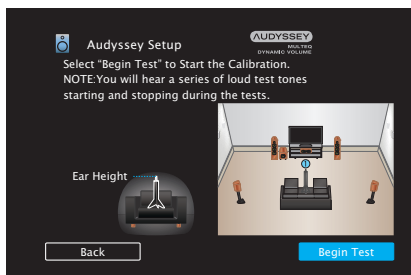 Audyssey Setup
AUDYSSEY
MULTEQ
DYNAMIC VOLUME
Select “Begin Test” to Start the Calibration.
NOTE:You will hear a series of loud test tones
starting and stopping during the tests.
Ear Height
Back
Begin Test